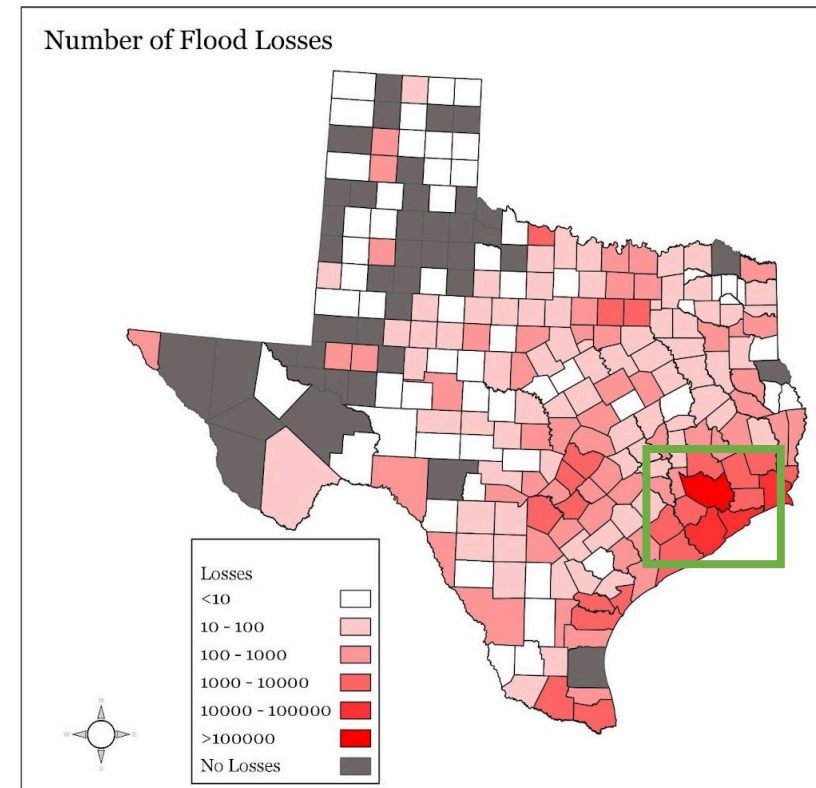 Number of Flood Losses
Losses
<10
10 - 100
100 - 1000
1000 - 10000
10000 - 100000
>100000
No Losses
N
W E
S